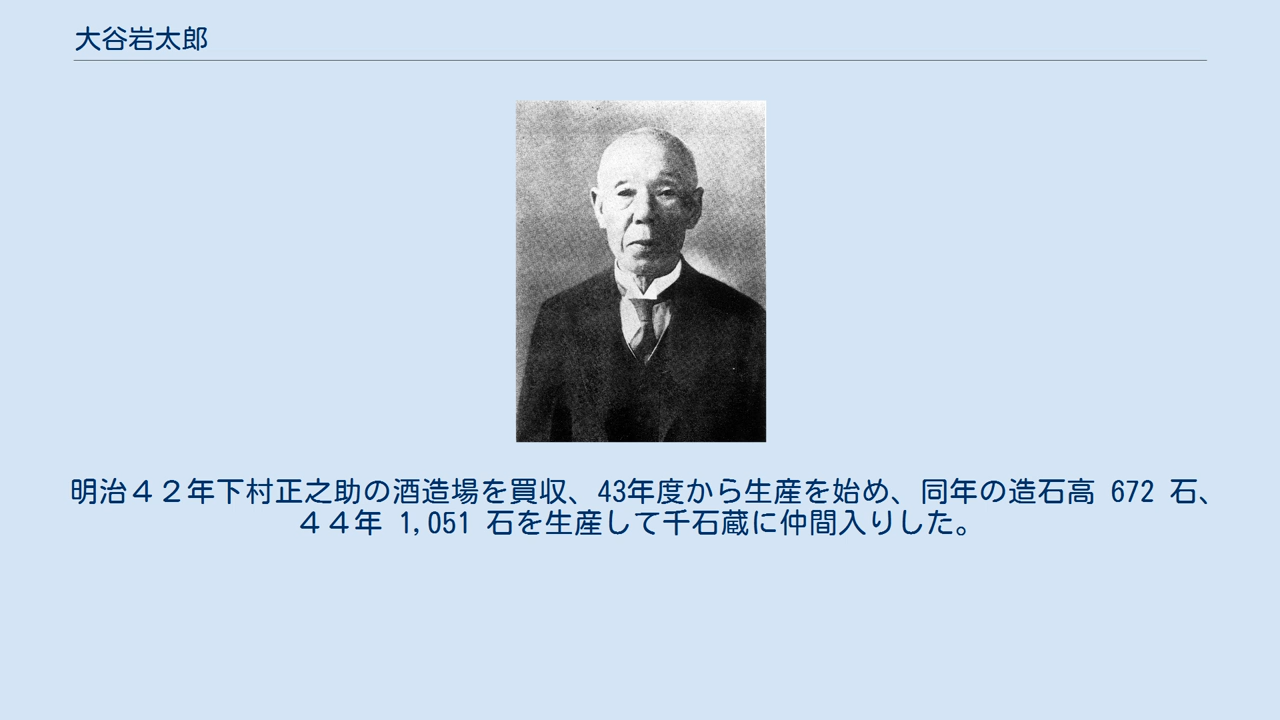 大谷岩太郎
明治４２年下村正之助の酒造場を買収、43年度から生産を始め、同年の造石高 672 石、
４４年 1,051 石を生産して千石蔵に仲間入りした。